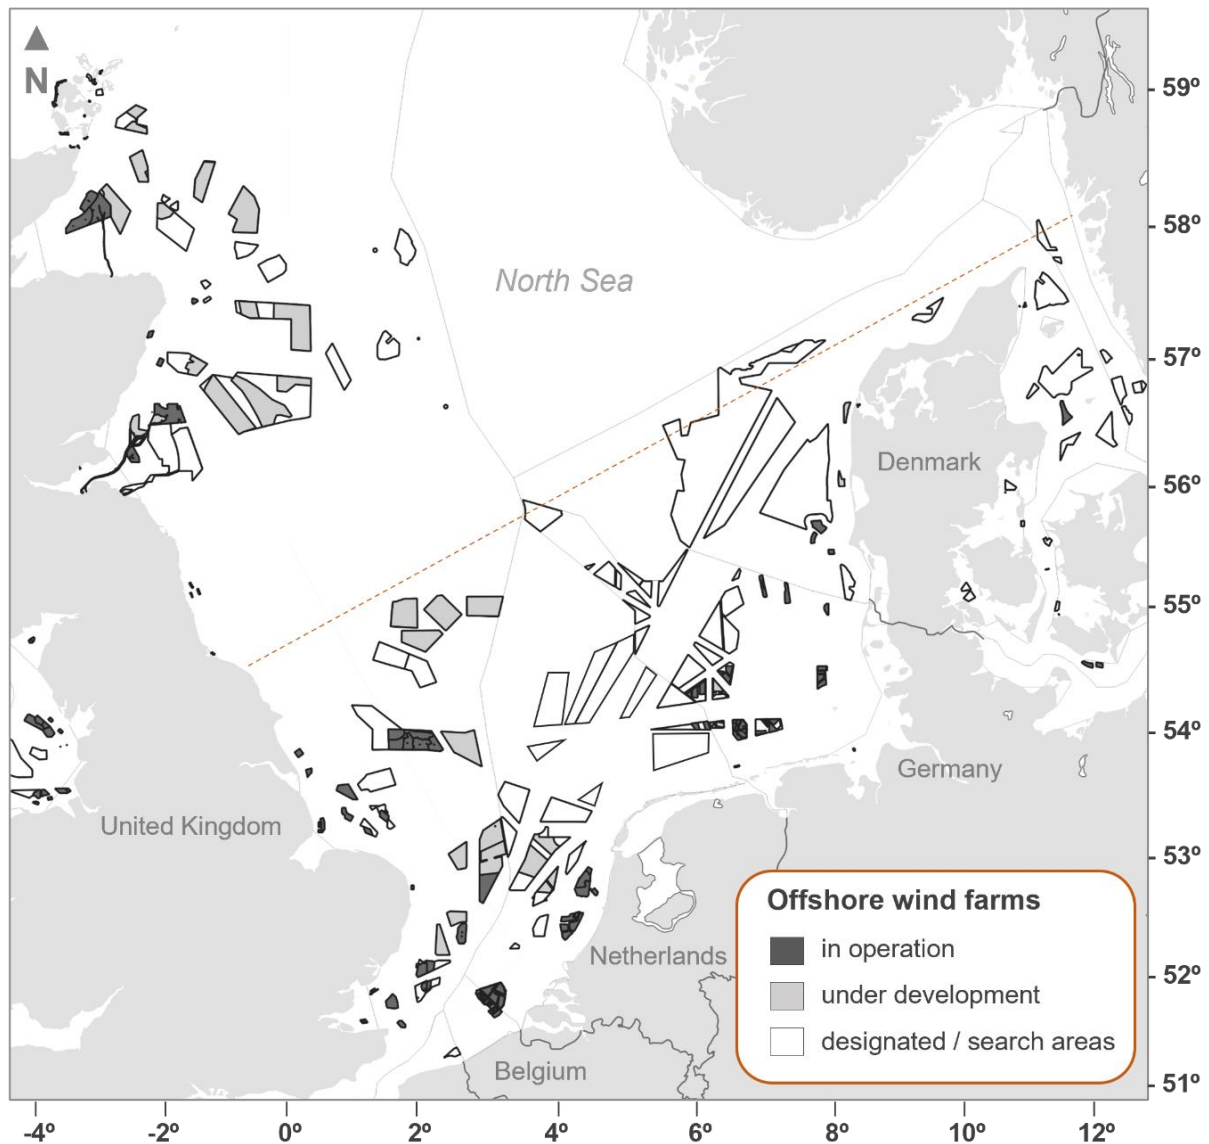 N
59º
58º
North Sea
57º
Denmark
56º
55º
54º
Germany
United Kingdom
53º
Offshore wind farms
in operation
Netherlands
52º
under development
designated / search areas
Belgium
51º
-4º -2º 0º 2º 4º 6º 8º 10º 12º